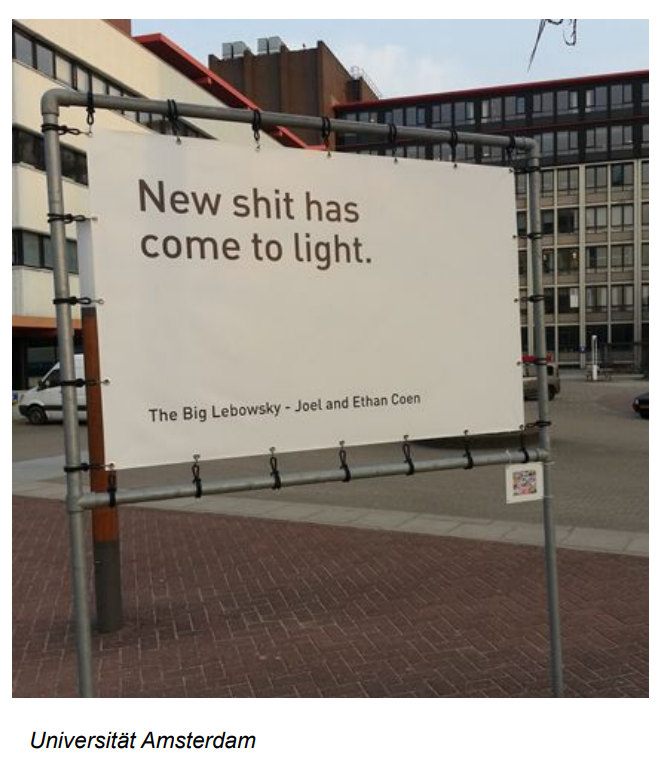 New shit has
come to light.
The Big Lebowsky - Joel and Ethan Coen
Universität Amsterdam